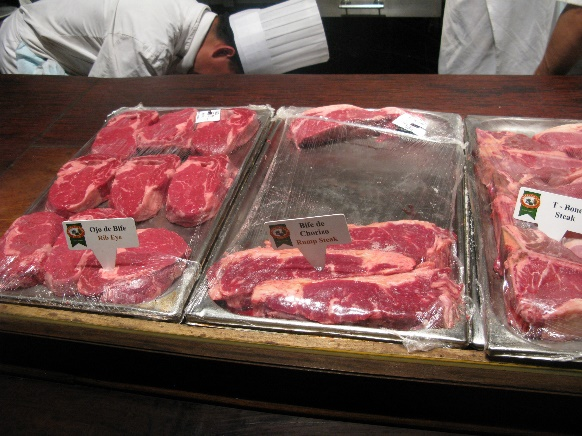 Ojo de Bife
Rib Eye
Bife de
Chorizo
Rump Steak
T - Bone
Steak